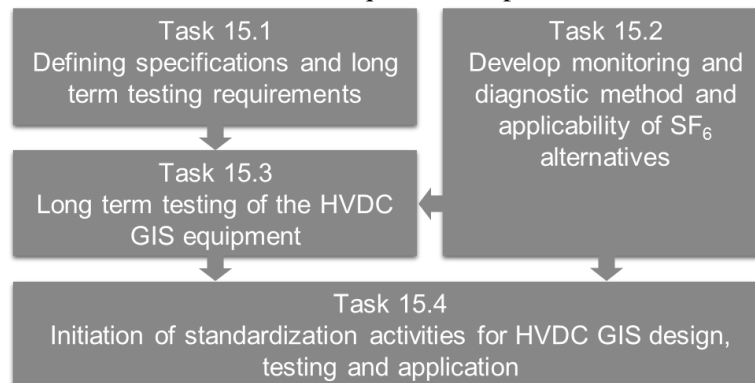 Task 15.1
Defining specifications and long
term testing requirements
Task 15.2
Develop monitoring and
diagnostic method and
applicability of SF₆
alternatives
Task 15.3
Long term testing of the HVDC
GIS equipment
Task 15.4
Initiation of standardization activities for HVDC GIS design,
testing and application